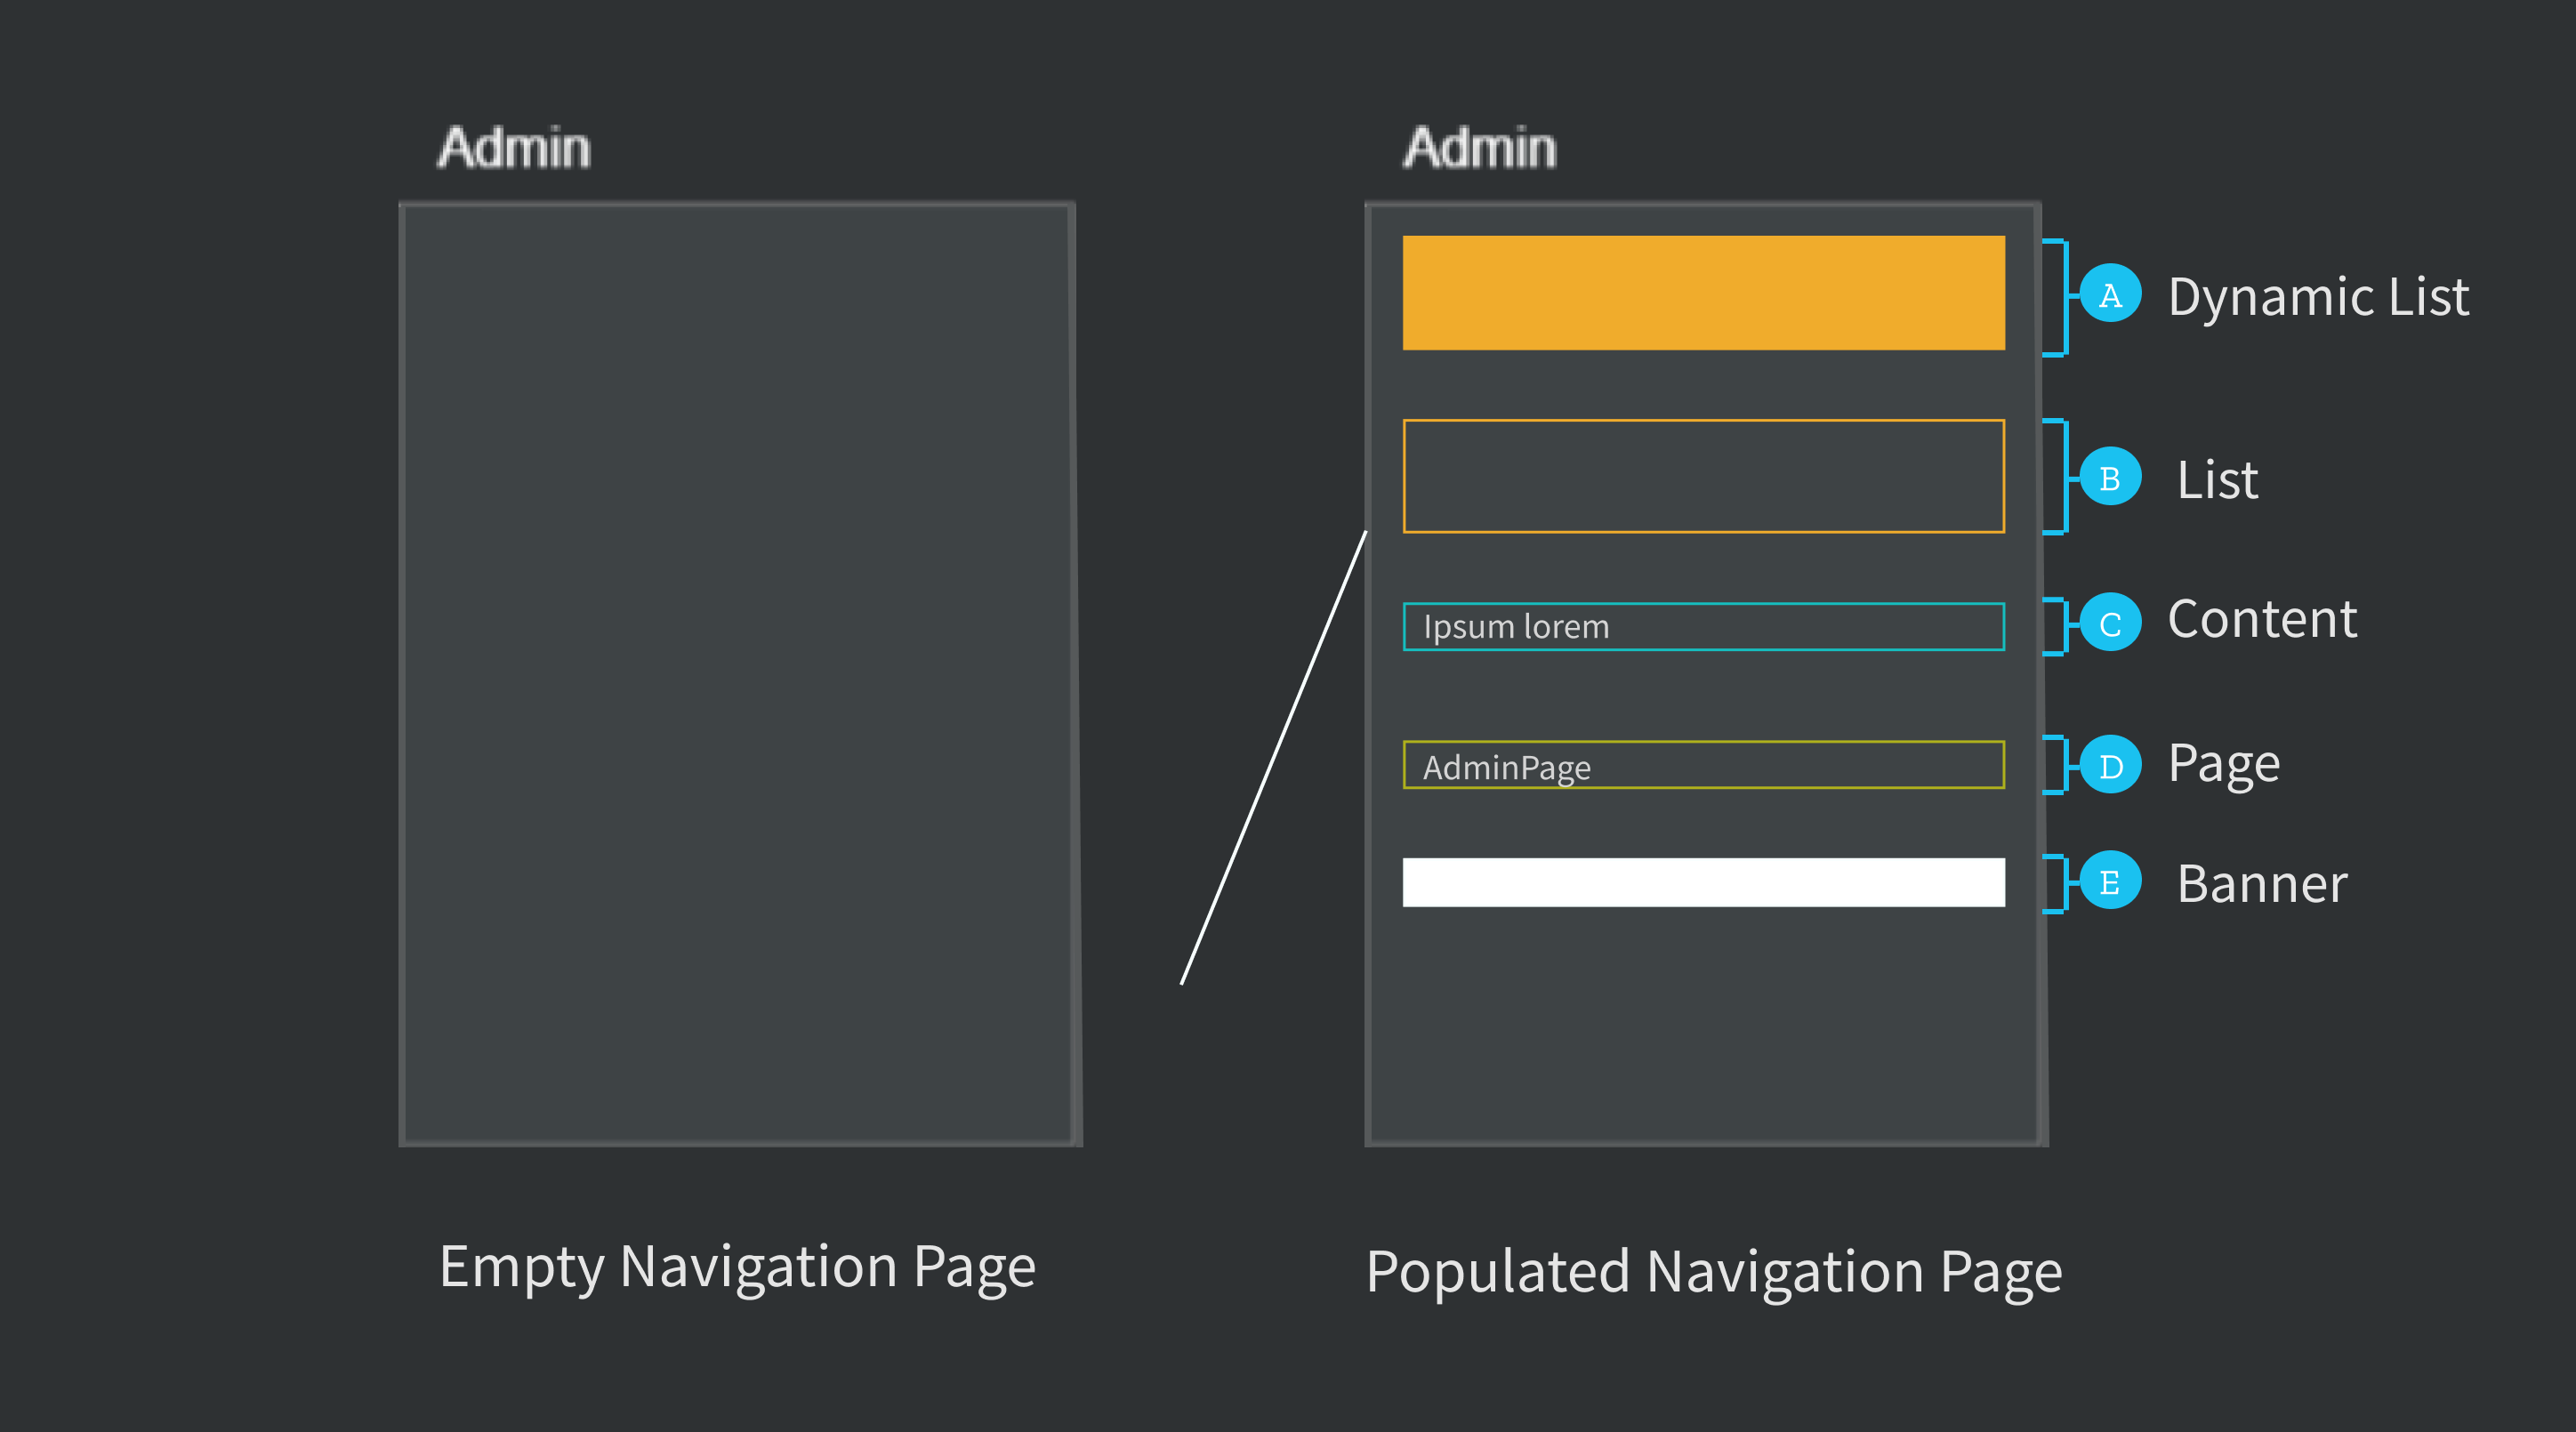 Admin
Empty Navigation Page
Admin
A Dynamic List
B List
Ipsum lorem
C Content
AdminPage
D Page
E Banner
Populated Navigation Page